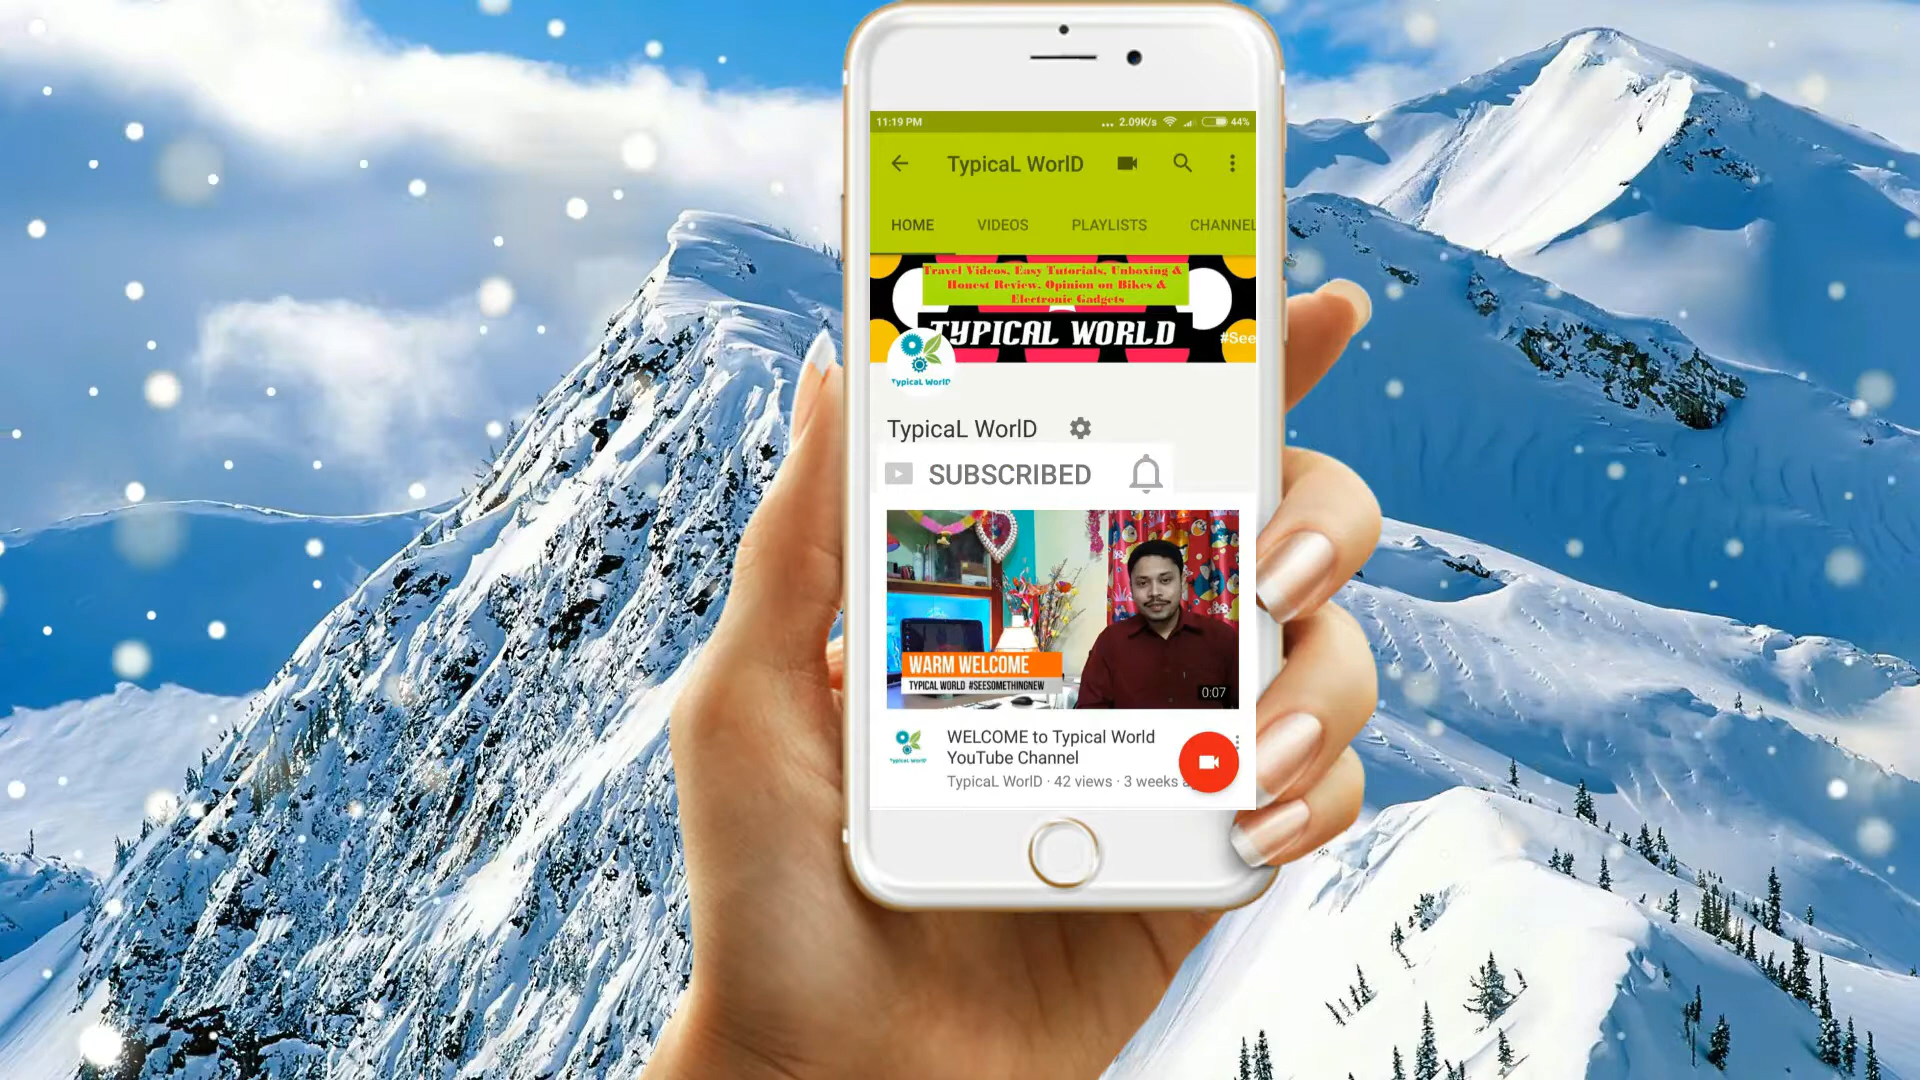 11:19 PM ... 2.09K/s 44%
TypicaL WorlD
HOME VIDEOS PLAYLISTS CHANNEL
Travel Videos, Easy Tutorials, Unboxing &
Honest Review, Opinion on Bikes &
Electronic Gadgets
TYPICAL WORLD
#See
TypicaL WorlD
TypicaL WorlD
SUBSCRIBED
WARM WELCOME
TYPICAL WORLD #SEESOMETHINGNEW
0:07
WELCOME to Typical World
YouTube Channel
TypicaL WorlD
TypicaL WorlD · 42 views · 3 weeks